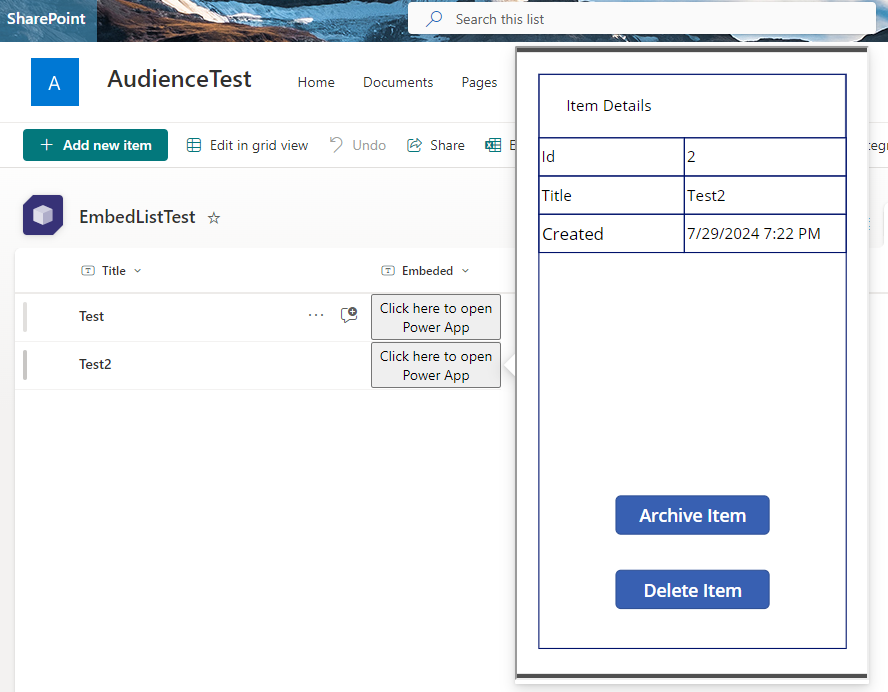 SharePoint
Search this list
A
AudienceTest
Home
Documents
Pages
Add new item
Edit in grid view
Undo
Share
EmbedListTest
Title
Embeded
Test
Click here to open
Power App
Test2
Click here to open
Power App
Item Details
Id
2
Title
Test2
Created
7/29/2024 7:22 PM
Archive Item
Delete Item